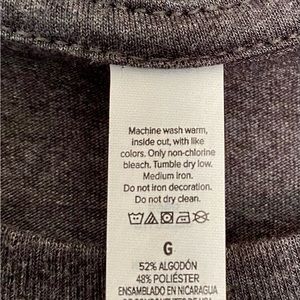 Machine wash warm,
inside out, with like
colors. Only non-chlorine
bleach. Tumble dry low.
Medium iron.
Do not iron decoration.
Do not dry clean.
G
52% ALGODÓN
48% POLIÉSTER
ENSAMBLADO EN NICARAGUA